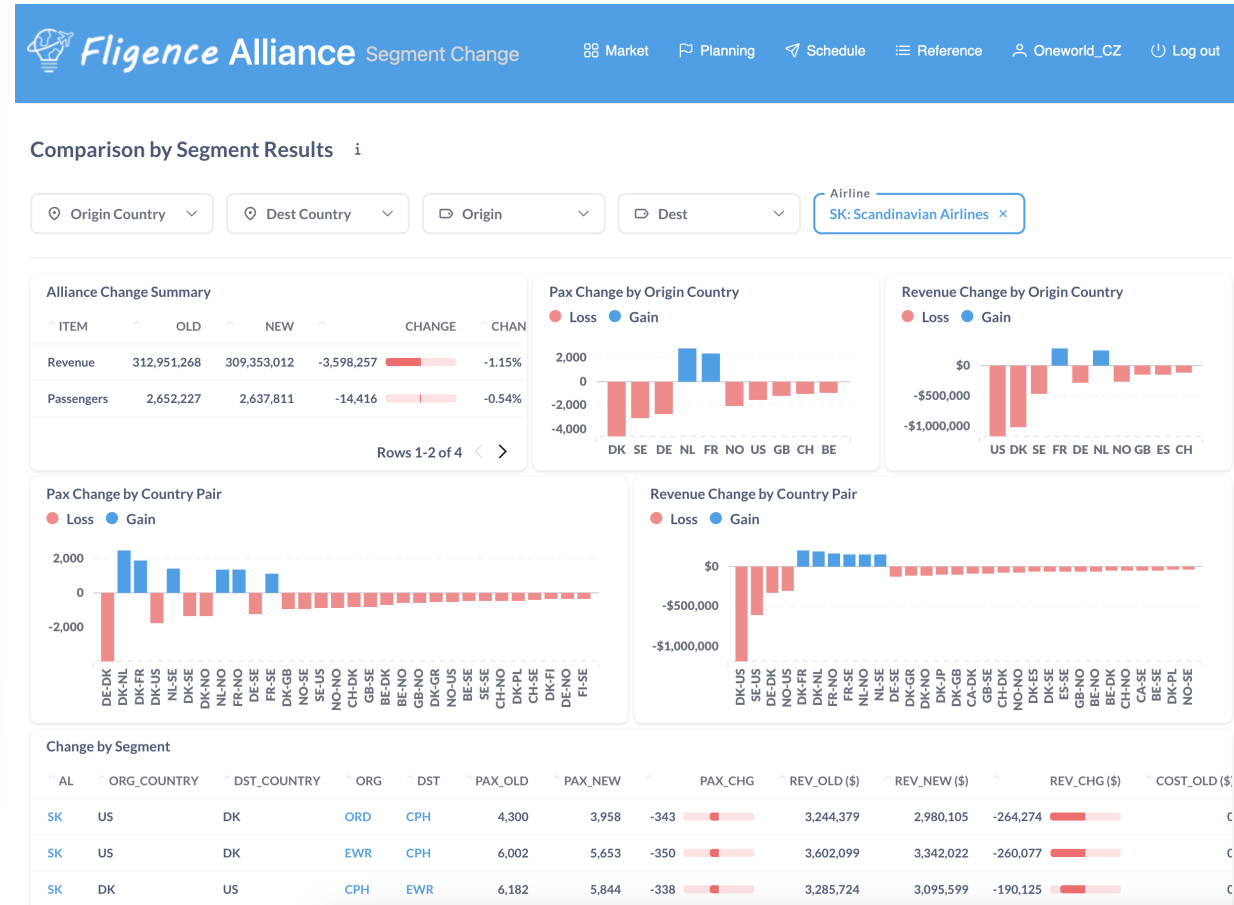 Fligence Alliance Segment Change
Market Planning Schedule Reference Oneworld_CZ Log out
Comparison by Segment Results i
Airline
Origin Country Dest Country Origin Dest SK: Scandinavian Airlines ×
Alliance Change Summary
ITEM OLD NEW CHANGE CHAN
Revenue 312,951,268 309,353,012 -3,598,257 -1.15%
Passengers 2,652,227 2,637,811 -14,416 -0.54%
Rows 1-2 of 4
Pax Change by Origin Country
Loss Gain
2,000
0
-2,000
-4,000
DK SE DE NL FR NO US GB CH BE
Revenue Change by Origin Country
Loss Gain
$0
-$500,000
-$1,000,000
US DK SE FR DE NL NO GB ES CH
Pax Change by Country Pair
Loss Gain
2,000
0
-2,000
DE-DK DK-NL DK-FR DK-US NL-SE DK-SE DK-NO NL-NO FR-NO DE-SE FR-SE DK-GB NO-SE SE-US NO-NO CH-DK GB-SE BE-DK BE-NO GB-NO DK-GR NO-US BE-SE SE-SE CH-NO DK-PL CH-SE DK-FI DE-NO FI-SE
Revenue Change by Country Pair
Loss Gain
$0
-$500,000
-$1,000,000
DK-US SE-US DE-DK NO-US DK-FR DK-NL FR-NO FR-SE NL-NO NL-SE DE-SE DK-GR DK-NO DK-JP DK-GB CA-DK GB-SE CH-DK NO-NO DK-ES DK-SE ES-SE GB-NO BE-NO BE-DK CH-NO CA-SE BE-SE DK-PL NO-SE
Change by Segment
AL ORG_COUNTRY DST_COUNTRY ORG DST PAX_OLD PAX_NEW PAX_CHG REV_OLD ($) REV_NEW ($) REV_CHG ($) COST_OLD ($)
SK US DK ORD CPH 4,300 3,958 -343 3,244,379 2,980,105 -264,274 0
SK US DK EWR CPH 6,002 5,653 -350 3,602,099 3,342,022 -260,077 0
SK DK US CPH EWR 6,182 5,844 -338 3,285,724 3,095,599 -190,125 0